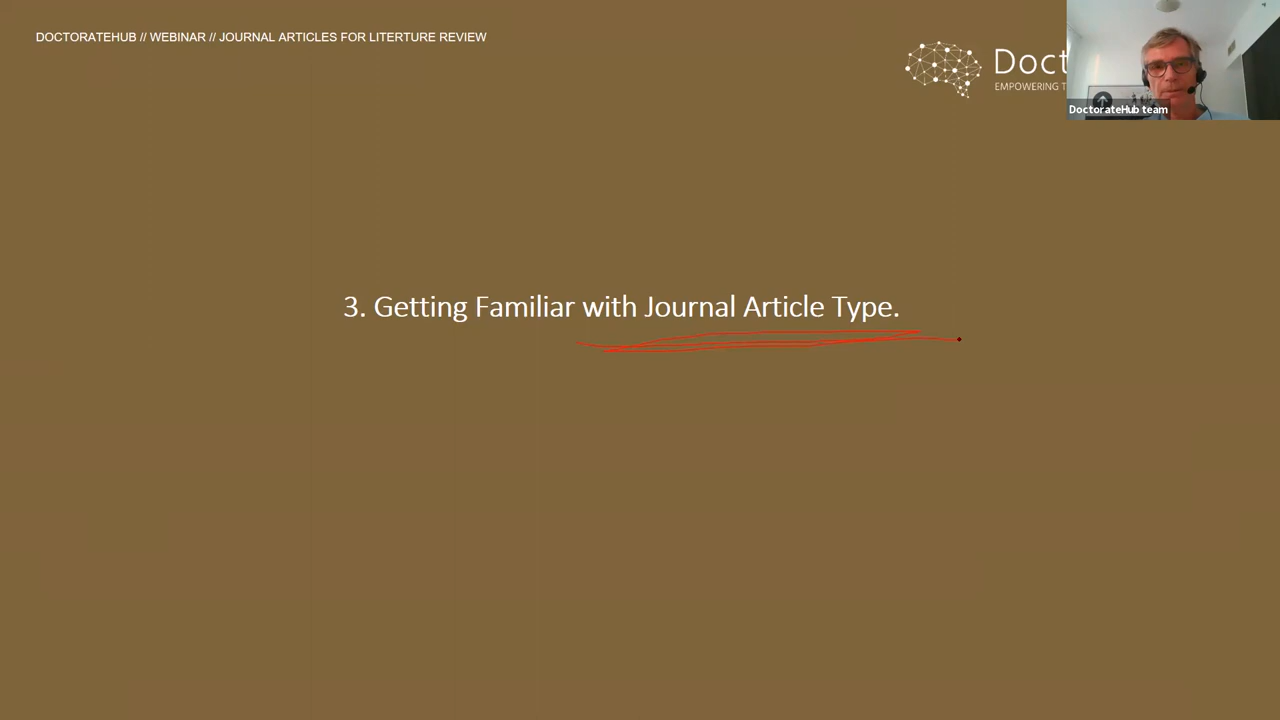 DOCTORATEHUB // WEBINAR // JOURNAL ARTICLES FOR LITERTURE REVIEW
Doct
EMPOWERING T
DoctorateHub team
3. Getting Familiar with Journal Article Type.